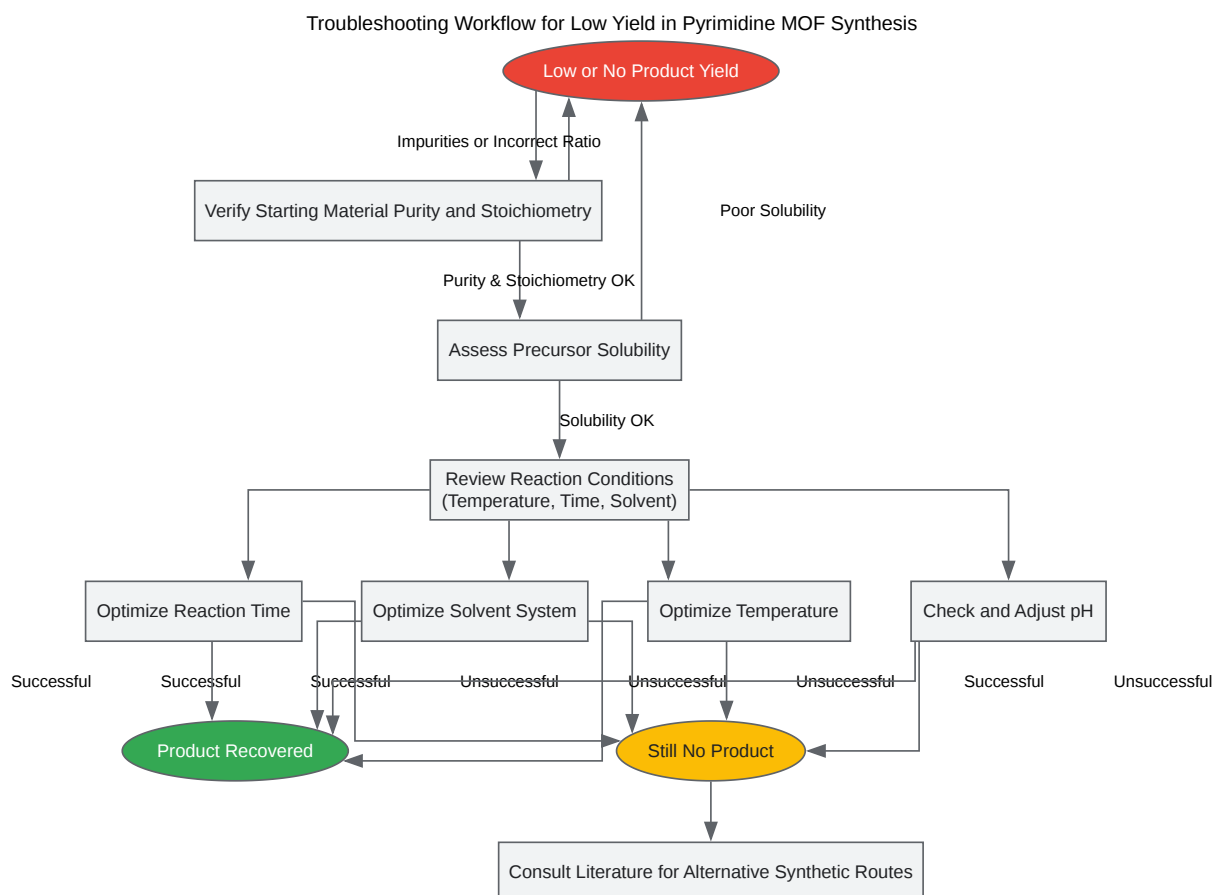 Troubleshooting Workflow for Low Yield in Pyrimidine MOF Synthesis
Low or No Product Yield
Impurities or Incorrect Ratio
Verify Starting Material Purity and Stoichiometry
Poor Solubility
Purity & Stoichiometry OK
Assess Precursor Solubility
Solubility OK
Review Reaction Conditions
(Temperature, Time, Solvent)
Optimize Reaction Time
Optimize Solvent System
Optimize Temperature
Check and Adjust pH
Successful
Successful
Successful
Unsuccessful
Unsuccessful
Unsuccessful
Successful
Unsuccessful
Product Recovered
Still No Product
Consult Literature for Alternative Synthetic Routes